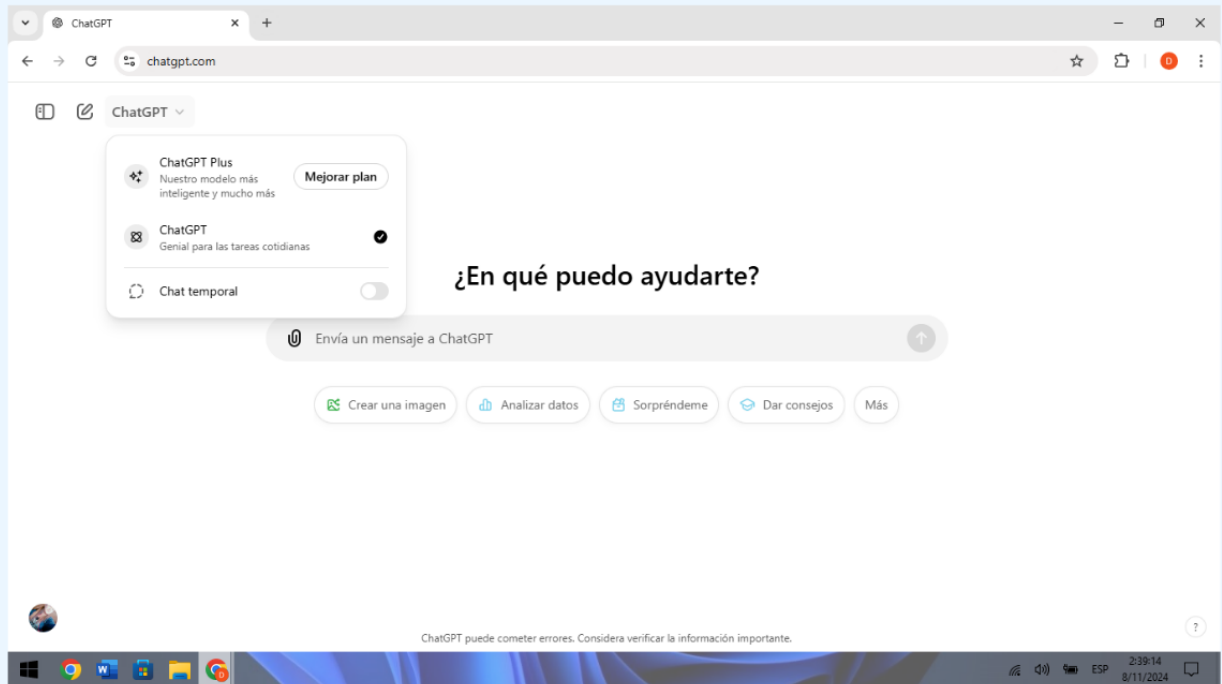 ChatGPT
chatgpt.com
D
ChatGPT
ChatGPT Plus
Nuestro modelo más
inteligente y mucho más
Mejorar plan
ChatGPT
Genial para las tareas cotidianas
Chat temporal
¿En qué puedo ayudarte?
Envía un mensaje a ChatGPT
Crear una imagen
Analizar datos
Sorpréndeme
Dar consejos
Más
ChatGPT puede cometer errores. Considera verificar la información importante.
?
ESP
2:39:14
8/11/2024